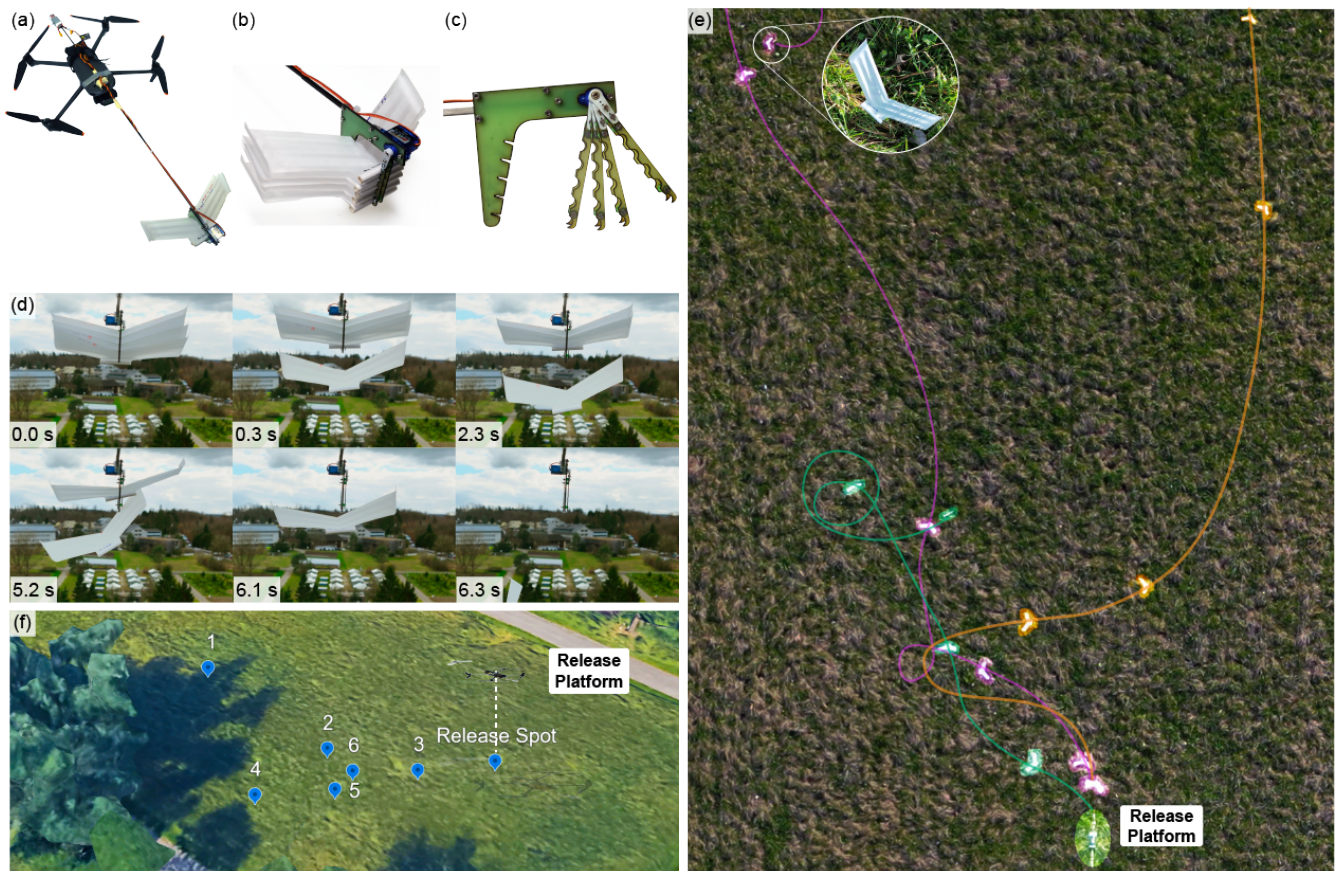 (a)
(b)
(c)
(d)
0.0 s
0.3 s
2.3 s
5.2 s
6.1 s
6.3 s
(f)
1
Release
Platform
2
6
3
Release Spot
4
5
(e)
Release
Platform